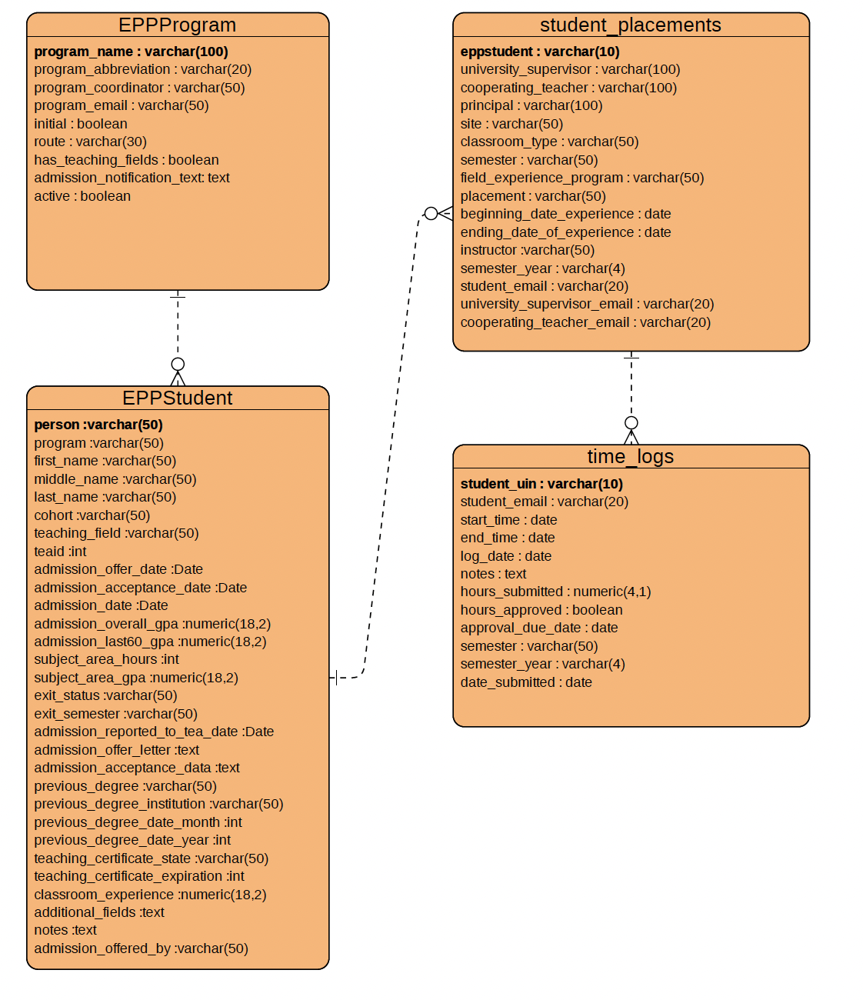 EPPProgram
program_name : varchar(100)
program_abbreviation : varchar(20)
program_coordinator : varchar(50)
program_email : varchar(50)
initial : boolean
route : varchar(30)
has_teaching_fields : boolean
admission_notification_text: text
active : boolean
EPPStudent
person :varchar(50)
program :varchar(50)
first_name :varchar(50)
middle_name :varchar(50)
last_name :varchar(50)
cohort :varchar(50)
teaching_field :varchar(50)
teaid :int
admission_offer_date :Date
admission_acceptance_date :Date
admission_date :Date
admission_overall_gpa :numeric(18,2)
admission_last60_gpa :numeric(18,2)
subject_area_hours :int
subject_area_gpa :numeric(18,2)
exit_status :varchar(50)
exit_semester :varchar(50)
admission_reported_to_tea_date :Date
admission_offer_letter :text
admission_acceptance_data :text
previous_degree :varchar(50)
previous_degree_institution :varchar(50)
previous_degree_date_month :int
previous_degree_date_year :int
teaching_certificate_state :varchar(50)
teaching_certificate_expiration :int
classroom_experience :numeric(18,2)
additional_fields :text
notes :text
admission_offered_by :varchar(50)
student_placements
eppstudent : varchar(10)
university_supervisor : varchar(100)
cooperating_teacher : varchar(100)
principal : varchar(100)
site : varchar(50)
classroom_type : varchar(50)
semester : varchar(50)
field_experience_program : varchar(50)
placement : varchar(50)
beginning_date_experience : date
ending_date_of_experience : date
instructor :varchar(50)
semester_year : varchar(4)
student_email : varchar(20)
university_supervisor_email : varchar(20)
cooperating_teacher_email : varchar(20)
time_logs
student_uin : varchar(10)
student_email : varchar(20)
start_time : date
end_time : date
log_date : date
notes : text
hours_submitted : numeric(4,1)
hours_approved : boolean
approval_due_date : date
semester : varchar(50)
semester_year : varchar(4)
date_submitted : date